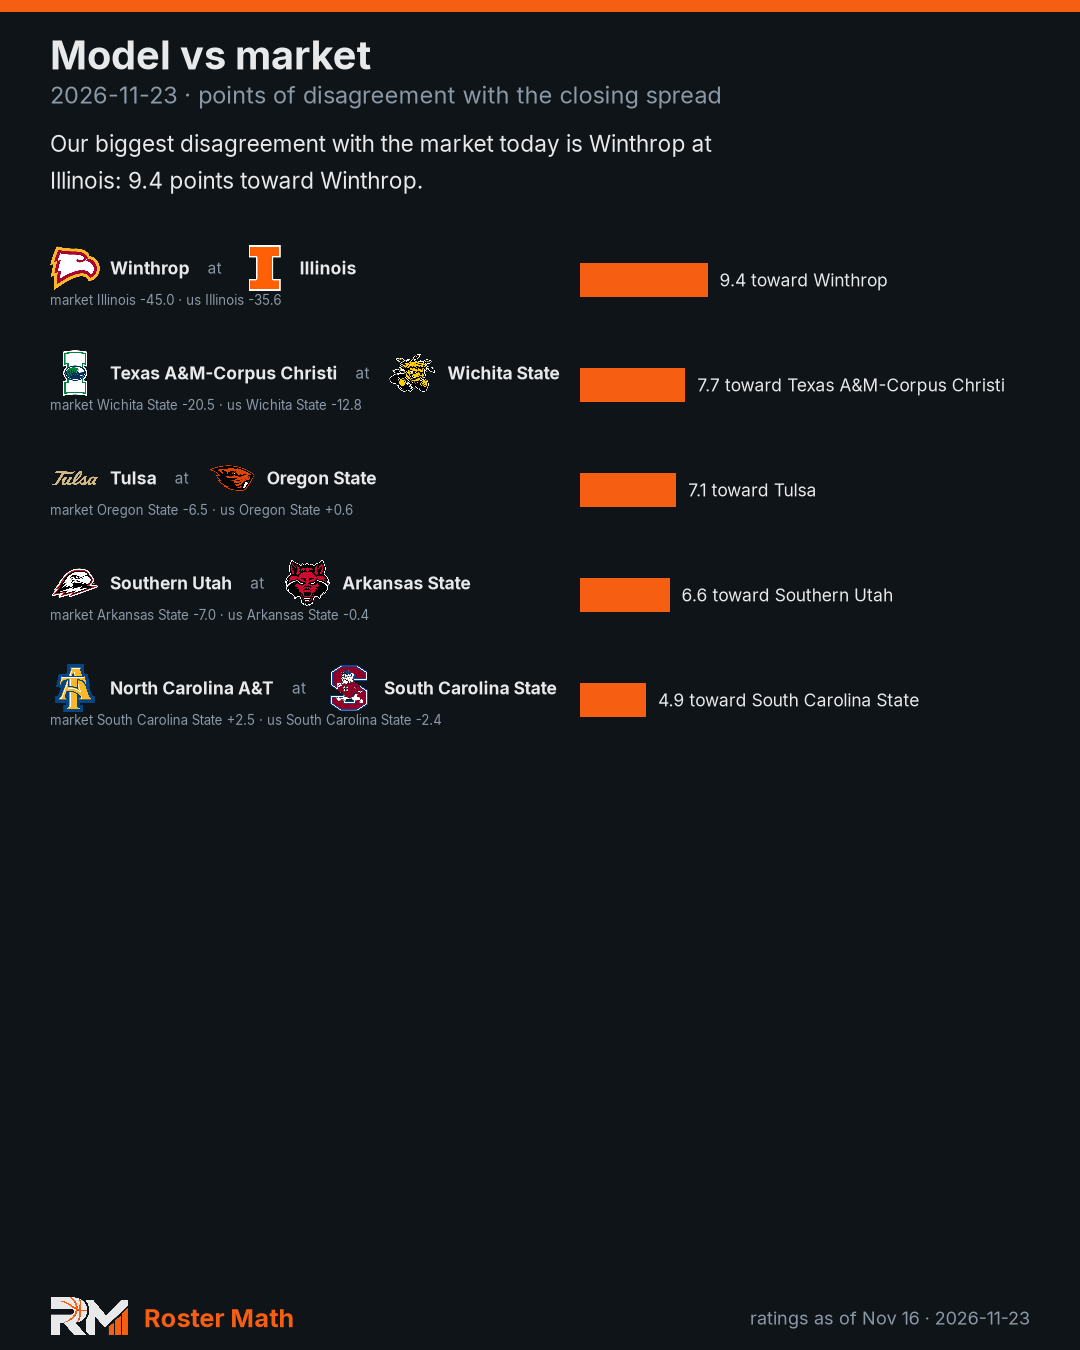 Model vs market
2026-11-23 · points of disagreement with the closing spread
Our biggest disagreement with the market today is Winthrop at
Illinois: 9.4 points toward Winthrop.
Winthrop at Illinois
market Illinois -45.0 · us Illinois -35.6
9.4 toward Winthrop
Texas A&M-Corpus Christi at Wichita State
market Wichita State -20.5 · us Wichita State -12.8
7.7 toward Texas A&M-Corpus Christi
Tulsa Tulsa at Oregon State
market Oregon State -6.5 · us Oregon State +0.6
7.1 toward Tulsa
Southern Utah at Arkansas State
market Arkansas State -7.0 · us Arkansas State -0.4
6.6 toward Southern Utah
North Carolina A&T at South Carolina State
market South Carolina State +2.5 · us South Carolina State -2.4
4.9 toward South Carolina State
RM Roster Math
ratings as of Nov 16 · 2026-11-23